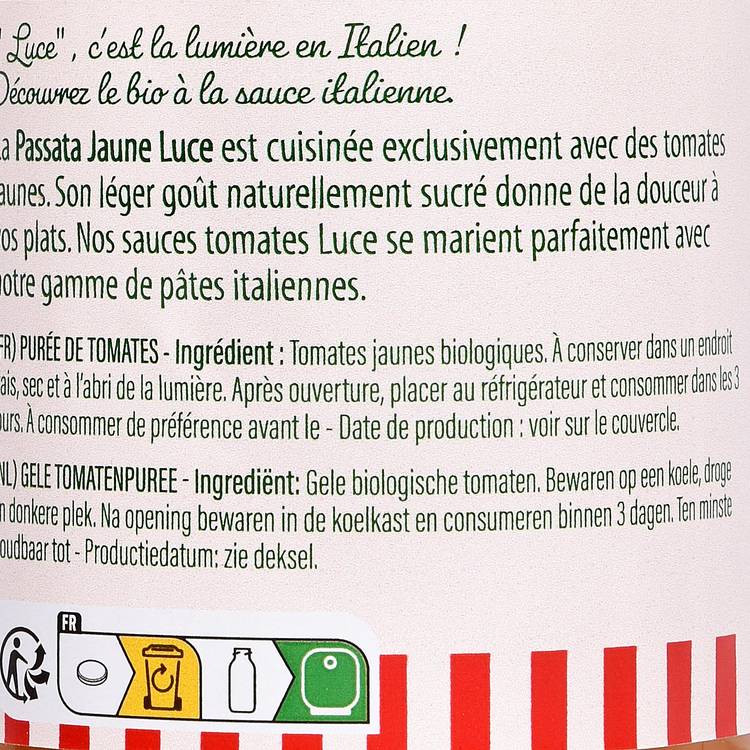 Luce", c'est la lumière en Italien !
Découvrez le bio à la sauce italienne.
La Passata Jaune Luce est cuisinée exclusivement avec des tomates
jaunes. Son léger goût naturellement sucré donne de la douceur à
vos plats. Nos sauces tomates Luce se marient parfaitement avec
notre gamme de pâtes italiennes.
(FR) PURÉE DE TOMATES - Ingrédient : Tomates jaunes biologiques. À conserver dans un endroit
frais, sec et à l'abri de la lumière. Après ouverture, placer au réfrigérateur et consommer dans les 3
jours. À consommer de préférence avant le - Date de production : voir sur le couvercle.
(NL) GELE TOMATENPUREE - Ingrediënt: Gele biologische tomaten. Bewaren op een koele, droge
en donkere plek. Na opening bewaren in de koelkast en consumeren binnen 3 dagen. Ten minste
houdbaar tot - Productiedatum: zie deksel.
FR